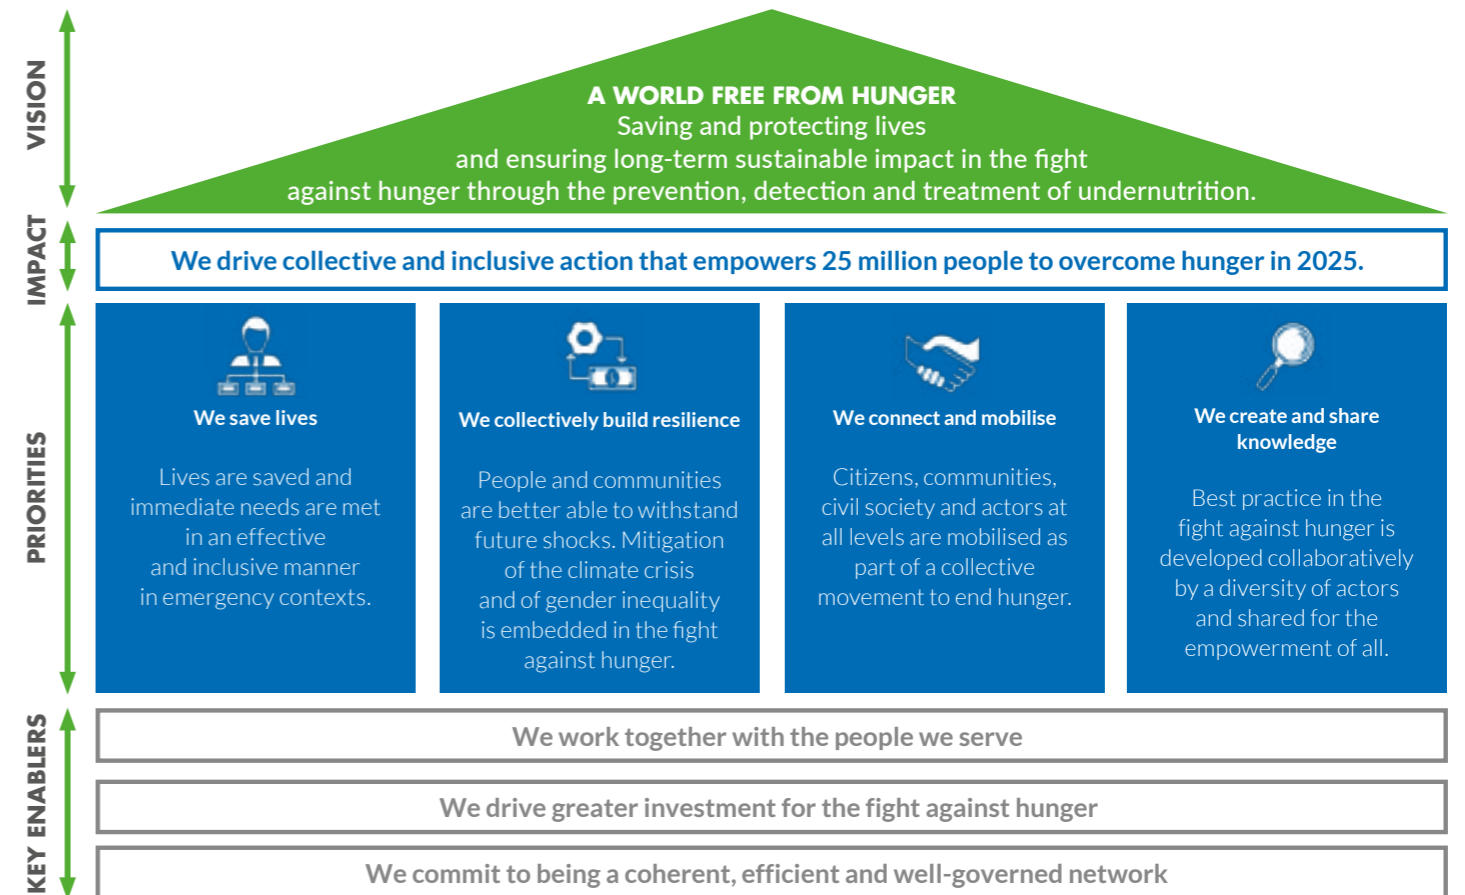 VISION
A WORLD FREE FROM HUNGER
Saving and protecting lives
and ensuring long-term sustainable impact in the fight
against hunger through the prevention, detection and treatment of undernutrition.
IMPACT
We drive collective and inclusive action that empowers 25 million people to overcome hunger in 2025.
PRIORITIES
We save lives
Lives are saved and
immediate needs are met
in an effective
and inclusive manner
in emergency contexts.
We collectively build resilience
People and communities
are better able to withstand
future shocks. Mitigation
of the climate crisis
and of gender inequality
is embedded in the fight
against hunger.
We connect and mobilise
Citizens, communities,
civil society and actors at
all levels are mobilised as
part of a collective
movement to end hunger.
We create and share
knowledge
Best practice in the
fight against hunger is
developed collaboratively
by a diversity of actors
and shared for the
empowerment of all.
KEY ENABLERS
We work together with the people we serve
We drive greater investment for the fight against hunger
We commit to being a coherent, efficient and well-governed network